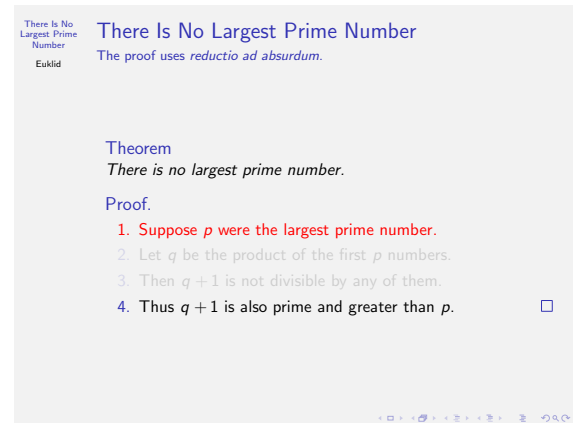 There Is No
Largest Prime
Number
Euklid
There Is No Largest Prime Number
The proof uses reductio ad absurdum.
Theorem
There is no largest prime number.
Proof.
1. Suppose p were the largest prime number.
2. Let q be the product of the first p numbers.
3. Then q + 1 is not divisible by any of them.
4. Thus q + 1 is also prime and greater than p.